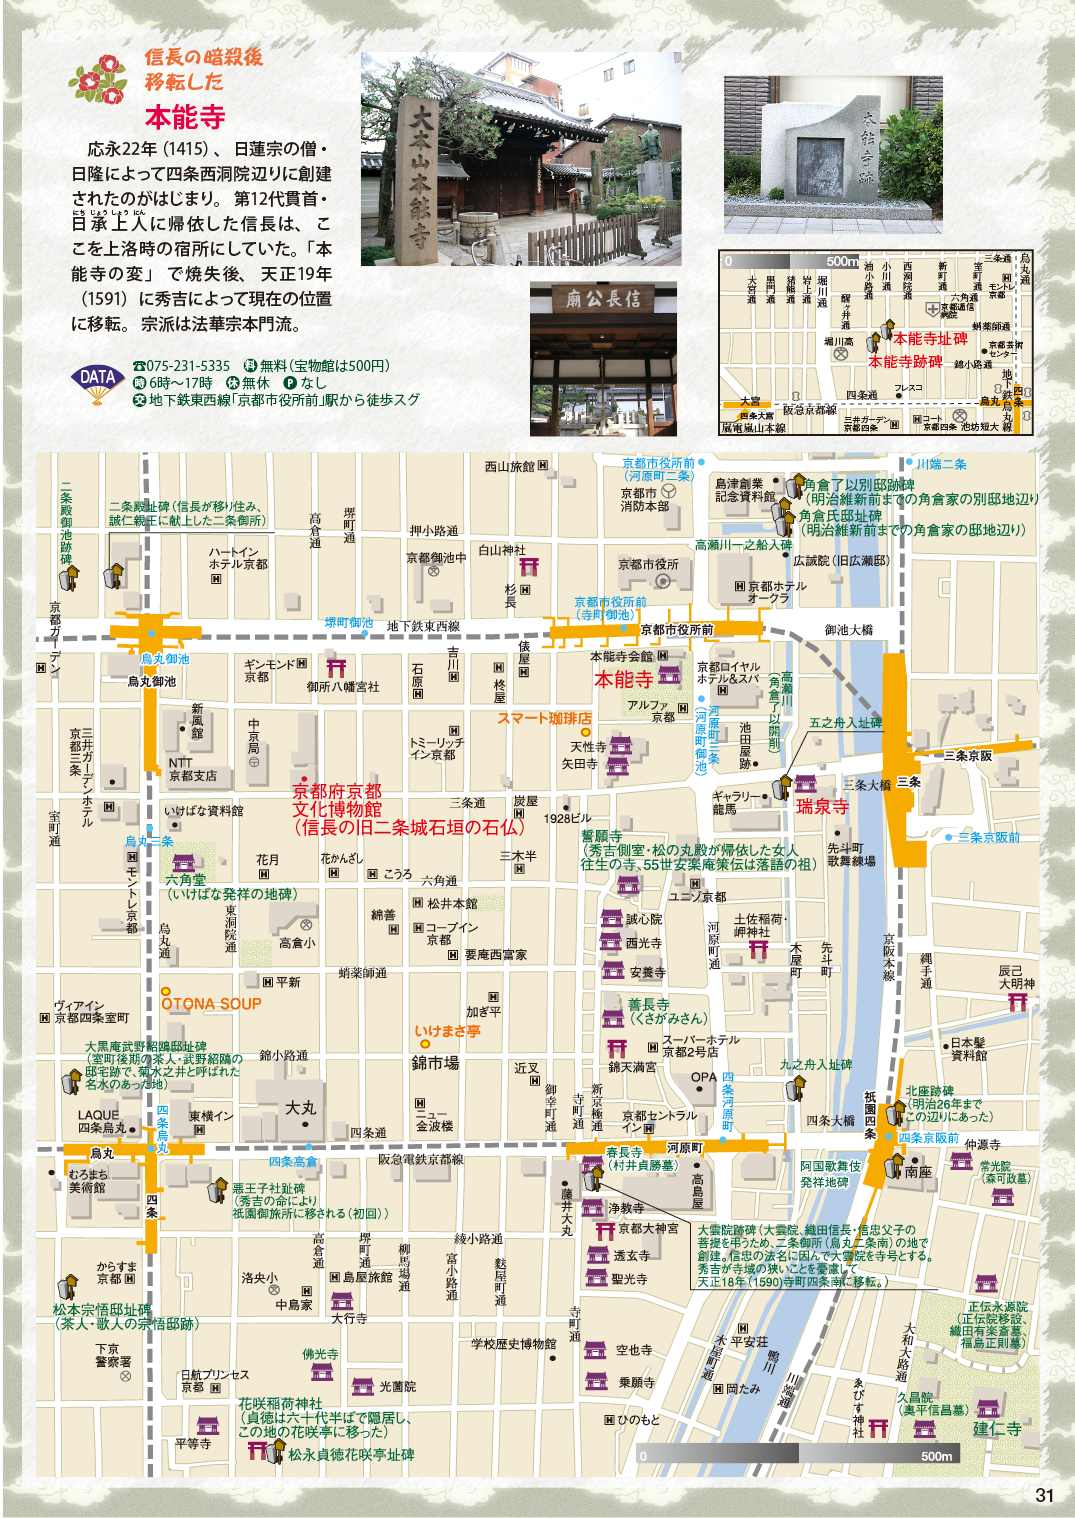 信長の暗殺後
移転した
本能寺
応永22年（1415）、日蓮宗の僧・
日隆によって四条西洞院辺りに創建
されたのがはじまり。第12代貫首・
にちじょうしょうにん
日承上人に帰依した信長は、こ
こを上洛時の宿所にしていた。「本
能寺の変」で焼失後、天正19年
（1591）に秀吉によって現在の位置
に移転。宗派は法華宗本門流。
DATA
☎075-231-5335 料無料（宝物館は500円）
時6時～17時 休無休 Pなし
交地下鉄東西線「京都市役所前」駅から徒歩スグ
大本山本能寺
本能寺跡
信長公廟
0 500m
大宮通
黒門通
猪熊通
岩上通
堀川通
醒ヶ井通
油小路通
小川通
西洞院通
新町通
室町通
三条通
烏丸通
モントレ
京都
六角通
京都逓信
病院
蛸薬師通
本能寺址碑
京都芸術
センター
堀川高
本能寺跡碑
錦小路通
フレスコ
四条通
大宮
四条大宮
阪急京都線
烏丸
四条
地下鉄烏丸線
嵐電嵐山本線
三井ガーデン
京都四条
コート
京都四条
池坊短大
二条殿御池跡碑
二条殿址碑（信長が移り住み、
誠仁親王に献上した二条御所）
高倉通
堺町通
押小路通
西山旅館
京都市役所前
（河原町二条）
京都市
消防本部
島津創業
記念資料館
川端二条
角倉了以別邸跡碑
（明治維新前までの角倉家の別邸地辺り）
角倉氏邸址碑
（明治維新前までの角倉家の邸地辺り）
高瀬川一之船入碑
広誠院（旧広瀬邸）
ハートイン
ホテル京都
京都御池中
白山神社
杉長
京都市役所
京都ホテル
オークラ
京都ガーデン
堺町御池
地下鉄東西線
京都市役所前
（寺町御池）
京都市役所前
御池大橋
烏丸御池
烏丸御池
ギンモンド
京都
御所八幡宮社
石原
吉川
柊屋
俵屋
本能寺会館
本能寺
京都ロイヤル
ホテル&スパ
アルファ
京都
高瀬川
（角倉了以開削）
五之舟入址碑
河原町三条
（河原町御池）
池田屋跡
三井ガーデンホテル
京都三条
新風館
NTT
京都支店
中京局
トミーリッチ
イン京都
スマート珈琲店
天性寺
矢田寺
三条京阪
三条大橋
三条
京都府京都
文化博物館
（信長の旧二条城石垣の石仏）
いけばな資料館
室町通
烏丸三条
三条通
炭屋
1928ビル
ギャラリー
龍馬
瑞泉寺
先斗町
歌舞練場
三条京阪前
誓願寺
（秀吉側室・松の丸殿が帰依した女人
往生の寺、55世安楽庵策伝は落語の祖）
モントレ京都
六角堂
（いけばな発祥の地碑）
花月
花かんざし
こうろ
六角通
三木半
ユニゾ京都
烏丸通
東洞院通
高倉小
綿善
松井本館
コープイン
京都
要庵西富家
誠心院
西光寺
安養寺
河原町通
土佐稲荷・
岬神社
木屋町
先斗町
京阪本線
縄手通
辰己
大明神
平新
蛸薬師通
OTONA SOUP
ヴィアイン
京都四条室町
加ぎ平
善長寺
（くさがみさん）
いけまさ亭
錦市場
錦小路通
大黒庵武野紹鴎邸址碑
（室町後期の茶人・武野紹鴎の
邸宅跡で、菊水之井と呼ばれた
名水のあった地）
近又
錦天満宮
スーパーホテル
京都2号店
日本髪
資料館
九之舟入址碑
OPA
LAQUE
四条烏丸
四条烏丸
東横イン
大丸
ニュー
金波楼
御幸町通
寺町通
新京極通
京都セントラル
イン
四条河原町
四条大橋
祇園四条
北座跡碑
（明治26年まで
この辺りにあった）
四条京阪前
仲源寺
四条通
烏丸
四条高倉
阪急電鉄京都線
河原町
むろまち
美術館
四条
悪王子社趾碑
（秀吉の命により
祇園御旅所に移される（初回））
春長寺
（村井貞勝墓）
高島屋
阿国歌舞伎
発祥地碑
南座
常光院
（森可政墓）
藤井大丸
浄教寺
京都大神宮
透玄寺
聖光寺
大雲院跡碑（大雲院、織田信長・信忠父子の
菩提を弔うため、二条御所（烏丸二条南）の地で
創建。信忠の法名に因んで大雲院を寺号とする。
秀吉が寺域の狭いことを憂慮して
天正18年（1590）寺町四条南に移転。）
綾小路通
高倉通
堺町通
柳馬場通
富小路通
麩屋町通
からすま
京都
洛央小
島屋旅館
中島家
大行寺
松本宗悟邸址碑
（茶人・歌人の宗悟邸跡）
下京
警察署
日航プリンセス
京都
佛光寺
光薗院
学校歴史博物館
寺町通
空也寺
乗願寺
ひのもと
木屋町通
平安荘
岡たみ
鴨川
川端通
大和大路通
正伝永源院
（正伝院移設、
織田有楽斎墓、
福島正則墓）
ゑびす神社
久昌院
（奥平信昌墓）
建仁寺
花咲稲荷神社
（貞徳は六十代半ばで隠居し、
この地の花咲亭に移った）
平等寺
松永貞徳花咲亭址碑
0 500m
31